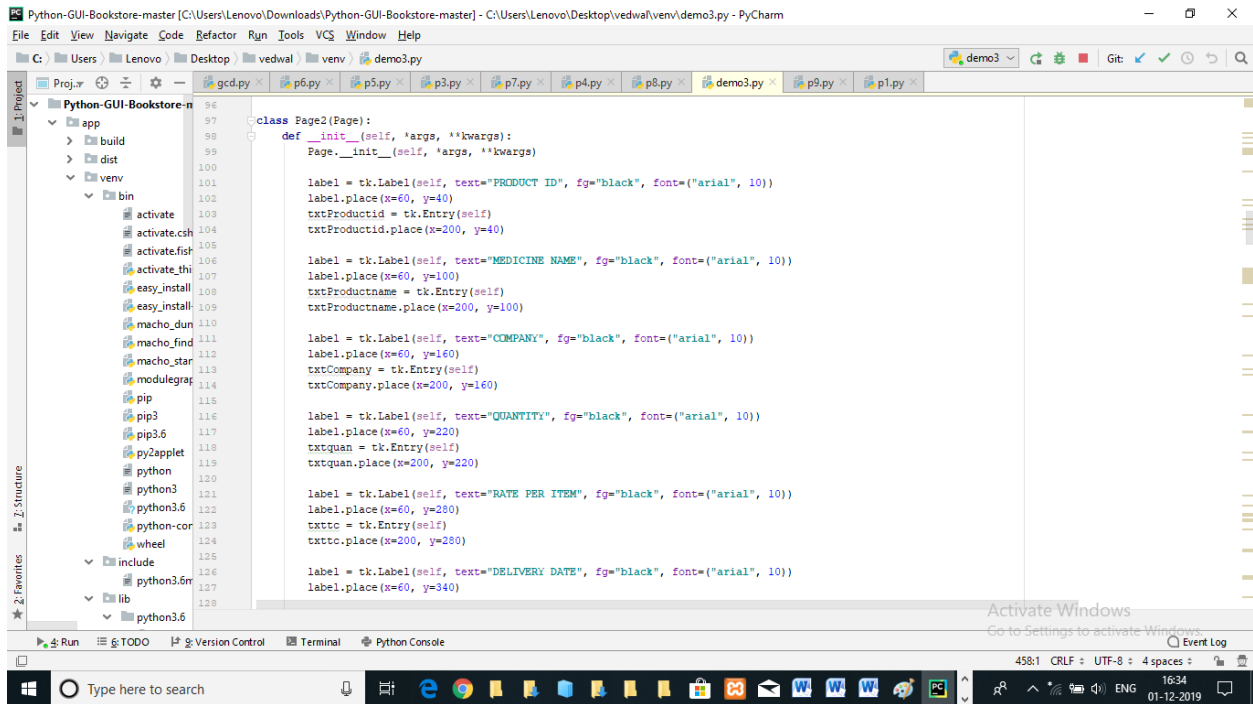 Python-GUI-Bookstore-master [C:\Users\Lenovo\Downloads\Python-GUI-Bookstore-master] - C:\Users\Lenovo\Desktop\vedwal\venv\demo3.py - PyCharm
File Edit View Navigate Code Refactor Run Tools VCS Window Help
C: Users Lenovo Desktop vedwal venv demo3.py
demo3 Git:
Proj.. gcd.py p6.py p5.py p3.py p7.py p4.py p8.py demo3.py p9.py p1.py
1: Project
Python-GUI-Bookstore-n
app
build
dist
venv
bin
activate
activate.csh
activate.fish
activate_thi
easy_install
easy_install-
macho_dun
macho_find
macho_star
modulegrap
pip
pip3
pip3.6
py2applet
python
python3
python3.6
python-cor
wheel
include
python3.6m
lib
python3.6
Z: Structure
2: Favorites
96
97 class Page2(Page):
98 def __init__(self, *args, **kwargs):
99 Page.__init__(self, *args, **kwargs)
100
101 label = tk.Label(self, text="PRODUCT ID", fg="black", font=("arial", 10))
102 label.place(x=60, y=40)
103 txtProductid = tk.Entry(self)
104 txtProductid.place(x=200, y=40)
105
106 label = tk.Label(self, text="MEDICINE NAME", fg="black", font=("arial", 10))
107 label.place(x=60, y=100)
108 txtProductname = tk.Entry(self)
109 txtProductname.place(x=200, y=100)
110
111 label = tk.Label(self, text="COMPANY", fg="black", font=("arial", 10))
112 label.place(x=60, y=160)
113 txtCompany = tk.Entry(self)
114 txtCompany.place(x=200, y=160)
115
116 label = tk.Label(self, text="QUANTITY", fg="black", font=("arial", 10))
117 label.place(x=60, y=220)
118 txtquan = tk.Entry(self)
119 txtquan.place(x=200, y=220)
120
121 label = tk.Label(self, text="RATE PER ITEM", fg="black", font=("arial", 10))
122 label.place(x=60, y=280)
123 txttc = tk.Entry(self)
124 txttc.place(x=200, y=280)
125
126 label = tk.Label(self, text="DELIVERY DATE", fg="black", font=("arial", 10))
127 label.place(x=60, y=340)
128
Activate Windows
Go to Settings to activate Windows.
4: Run 6: TODO 9: Version Control Terminal Python Console Event Log
458:1 CRLF UTF-8 4 spaces
Type here to search
ENG
16:34
01-12-2019